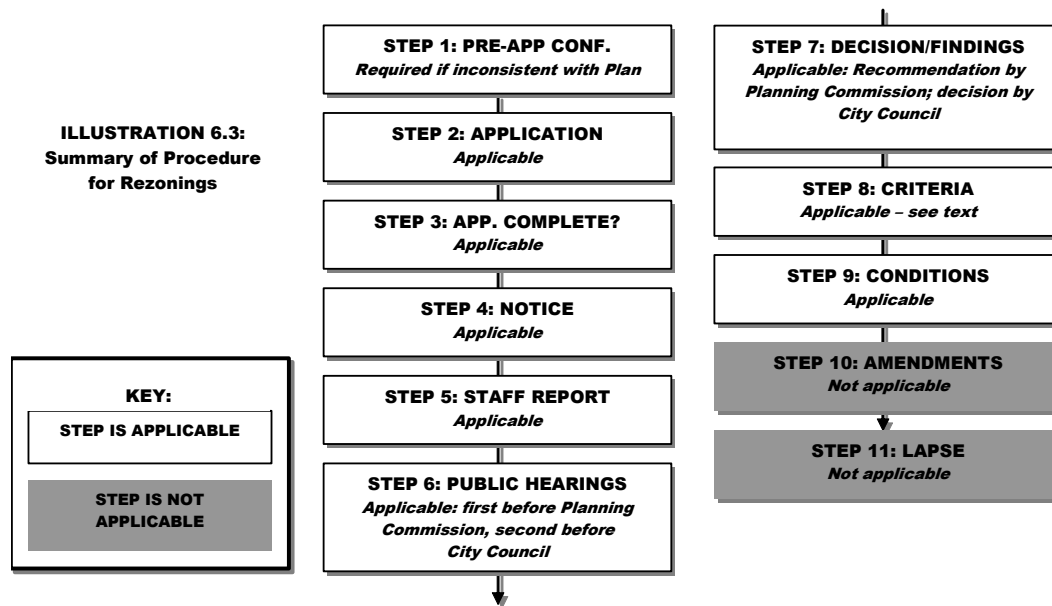 ILLUSTRATION 6.3:
Summary of Procedure
for Rezonings
KEY:
STEP IS APPLICABLE
STEP IS NOT
APPLICABLE
STEP 1: PRE-APP CONF.
Required if inconsistent with Plan
STEP 2: APPLICATION
Applicable
STEP 3: APP. COMPLETE?
Applicable
STEP 4: NOTICE
Applicable
STEP 5: STAFF REPORT
Applicable
STEP 6: PUBLIC HEARINGS
Applicable: first before Planning
Commission, second before
City Council
STEP 7: DECISION/FINDINGS
Applicable: Recommendation by
Planning Commission; decision by
City Council
STEP 8: CRITERIA
Applicable – see text
STEP 9: CONDITIONS
Applicable
STEP 10: AMENDMENTS
Not applicable
STEP 11: LAPSE
Not applicable